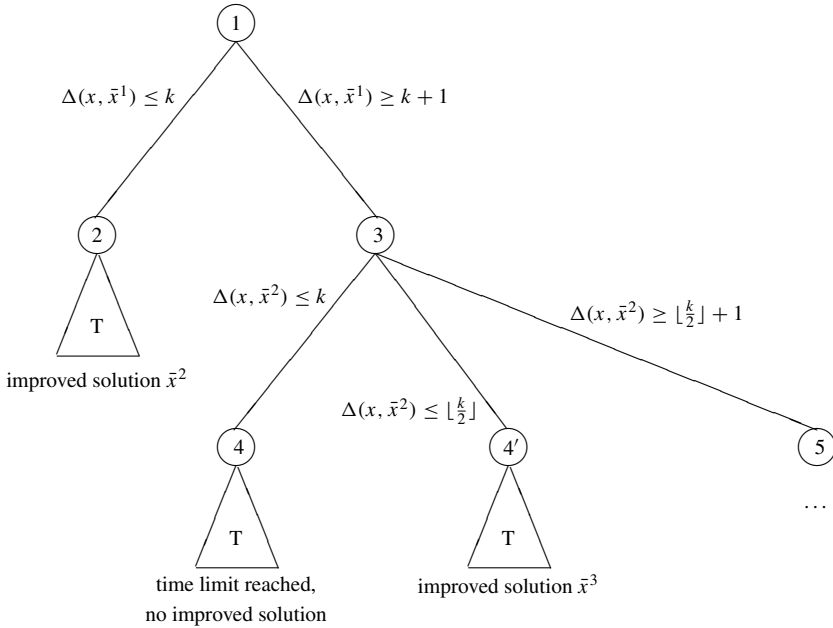 1
Δ(x, x̄¹) ≤ k
Δ(x, x̄¹) ≥ k + 1
2
3
T
improved solution x̄²
Δ(x, x̄²) ≤ k
Δ(x, x̄²) ≥ ⌊k/2⌋ + 1
Δ(x, x̄²) ≤ ⌊k/2⌋
4
4′
5
T
T
...
time limit reached,
no improved solution
improved solution x̄³